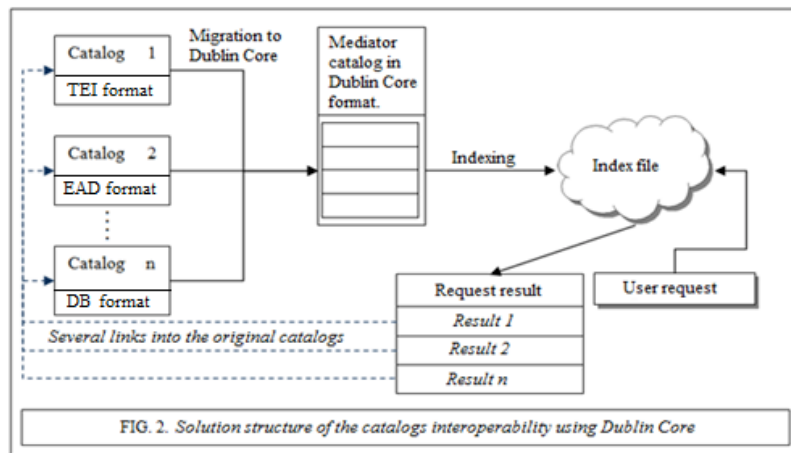 Catalog 1
TEI format
Migration to
Dublin Core
Mediator
catalog in
Dublin Core
format.
Catalog 2
EAD format
Indexing
Index file
Catalog n
DB format
Request result
Result 1
Result 2
Result n
User request
Several links into the original catalogs
FIG. 2. Solution structure of the catalogs interoperability using Dublin Core